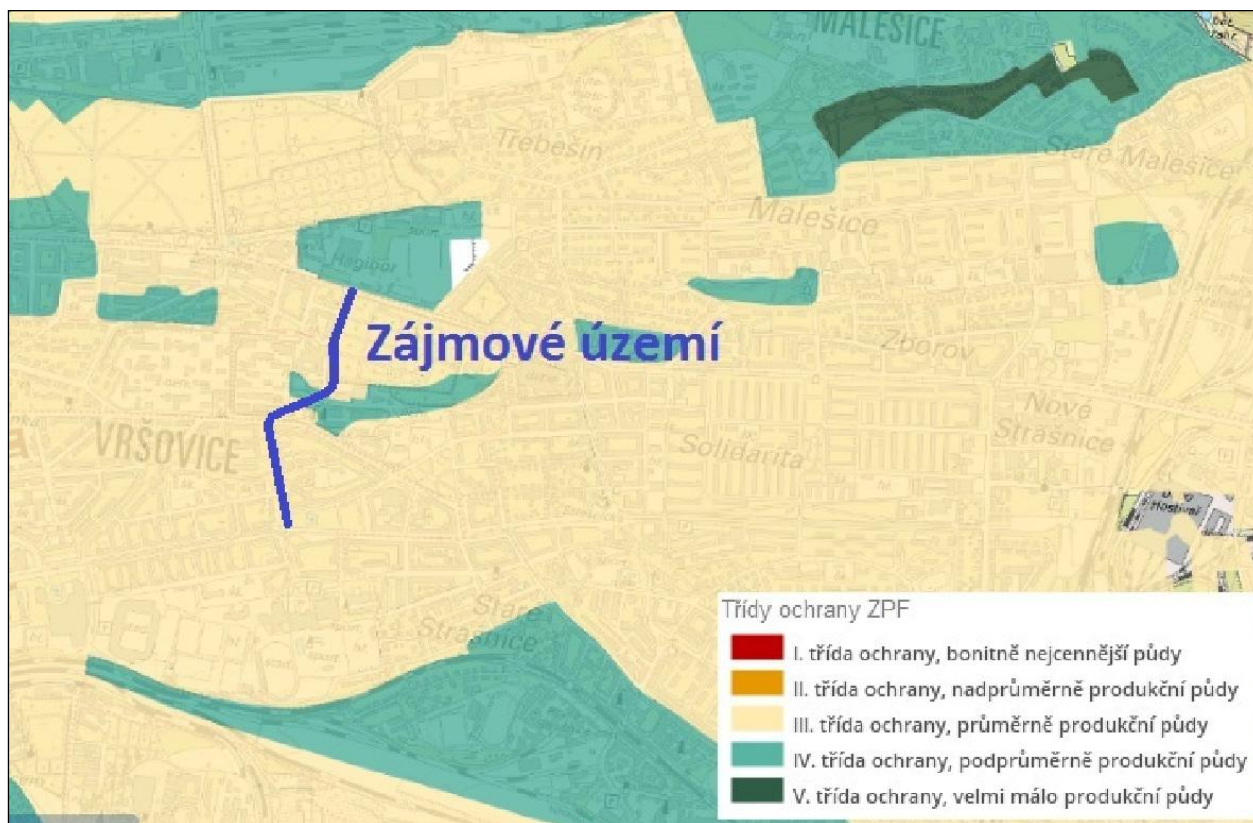 MALEŠICE
Třebešín
Staré Malešice
Malešice
Hagibor
Zájmové území
Zborov
Nové
Strašnice
VRŠOVICE
Solidarita
Hostivař
Staré
Strašnice
Třídy ochrany ZPF
I. třída ochrany, bonitně nejcennější půdy
II. třída ochrany, nadprůměrně produkční půdy
III. třída ochrany, průměrně produkční půdy
IV. třída ochrany, podprůměrně produkční půdy
V. třída ochrany, velmi málo produkční půdy